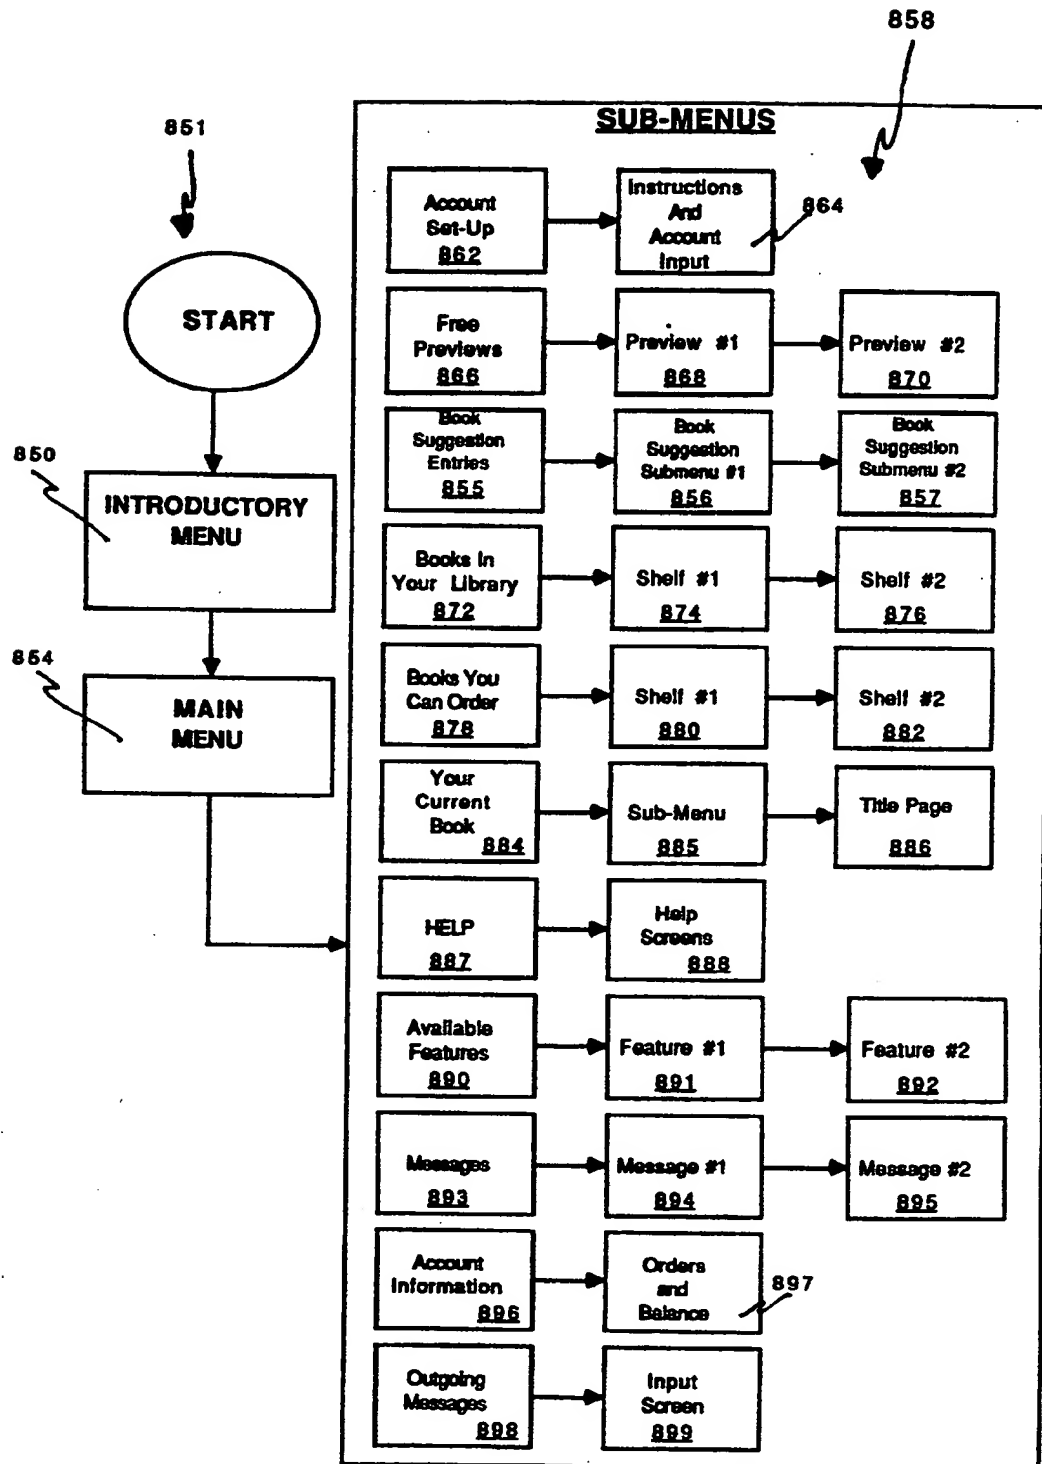 858
851
SUB-MENUS
START
850
INTRODUCTORY
MENU
854
MAIN
MENU
Account
Set-Up
862
Instructions
And
Account
Input
864
Free
Previews
866
Preview #1
868
Preview #2
870
Book
Suggestion
Entries
855
Book
Suggestion
Submenu #1
856
Book
Suggestion
Submenu #2
857
Books In
Your Library
872
Shelf #1
874
Shelf #2
876
Books You
Can Order
878
Shelf #1
880
Shelf #2
882
Your
Current
Book
884
Sub-Menu
885
Title Page
886
HELP
887
Help
Screens
888
Available
Features
890
Feature #1
891
Feature #2
892
Messages
893
Message #1
894
Message #2
895
Account
Information
896
Orders
and
Balance
897
Outgoing
Messages
898
Input
Screen
899